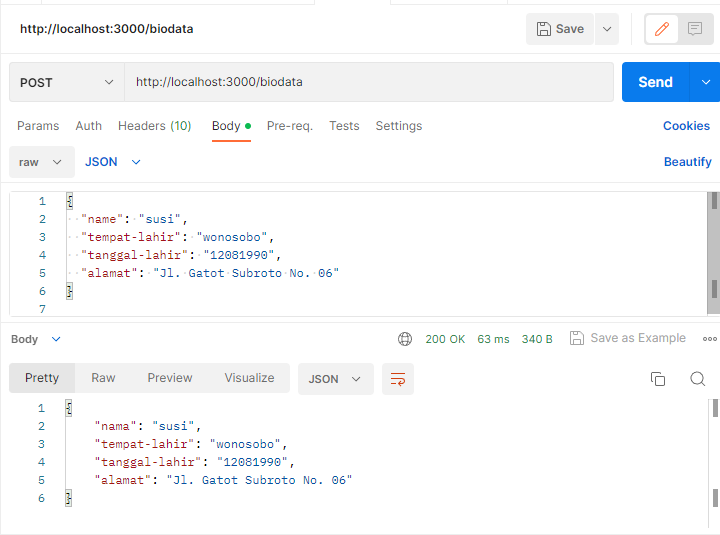 http://localhost:3000/biodata Save
POST http://localhost:3000/biodata Send
Params Auth Headers (10) Body Pre-req. Tests Settings Cookies
raw JSON Beautify
1 {
2 "name": "susi",
3 "tempat-lahir": "wonosobo",
4 "tanggal-lahir": "12081990",
5 "alamat": "Jl. Gatot Subroto No. 06"
6 }
7
Body 200 OK 63 ms 340 B Save as Example
Pretty Raw Preview Visualize JSON
1 {
2 "nama": "susi",
3 "tempat-lahir": "wonosobo",
4 "tanggal-lahir": "12081990",
5 "alamat": "Jl. Gatot Subroto No. 06"
6 }